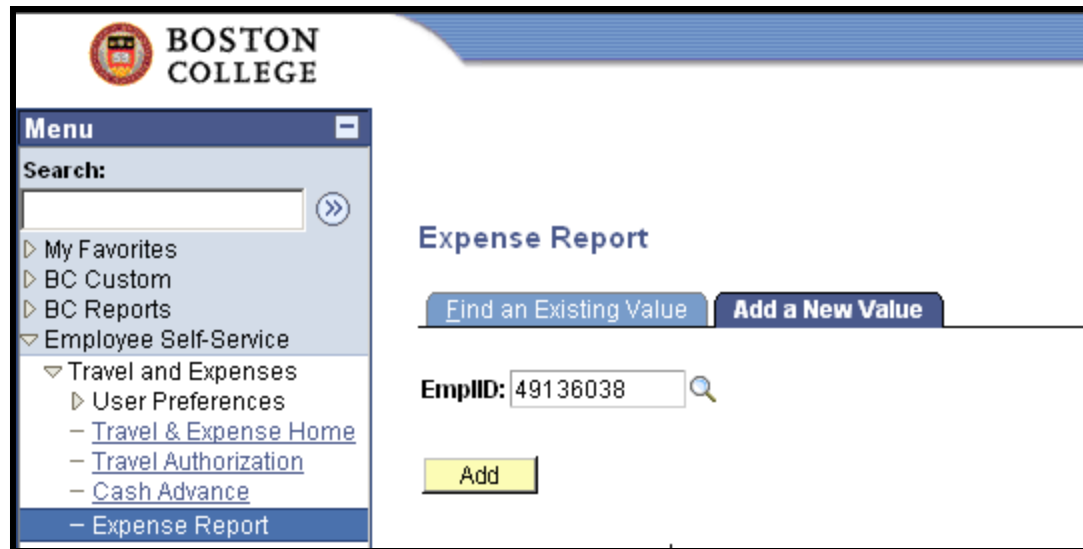 BOSTON
COLLEGE
Menu
Search:
My Favorites
BC Custom
BC Reports
Employee Self-Service
Travel and Expenses
User Preferences
Travel & Expense Home
Travel Authorization
Cash Advance
Expense Report
Expense Report
Find an Existing Value Add a New Value
EmplID: 49136038
Add